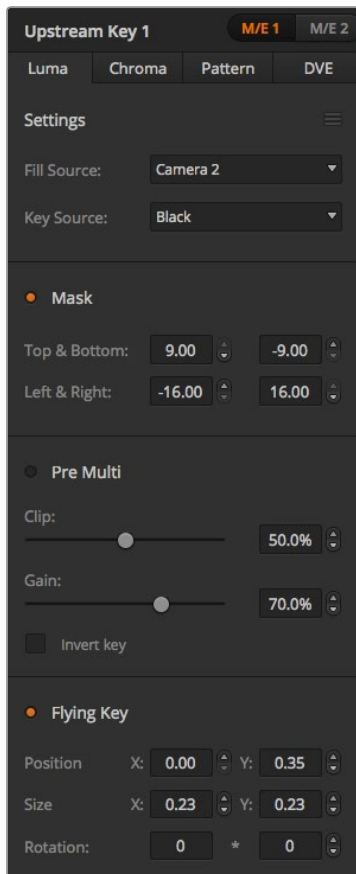 Upstream Key 1 M/E 1 M/E 2
Luma Chroma Pattern DVE
Settings
Fill Source: Camera 2
Key Source: Black
Mask
Top & Bottom: 9.00 -9.00
Left & Right: -16.00 16.00
Pre Multi
Clip:
50.0%
Gain:
70.0%
Invert key
Flying Key
Position X: 0.00 Y: 0.35
Size X: 0.23 Y: 0.23
Rotation: 0 * 0